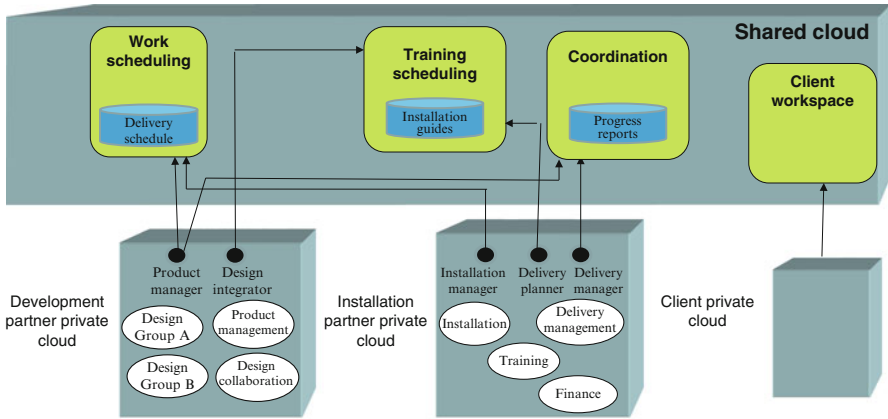 Shared cloud
Work
scheduling
Delivery
schedule
Training
scheduling
Installation
guides
Coordination
Progress
reports
Client
workspace
Development
partner private
cloud
Product
manager
Design
integrator
Design
Group A
Product
management
Design
Group B
Design
collaboration
Installation
partner private
cloud
Installation
manager
Delivery
planner
Delivery
manager
Installation
Delivery
management
Training
Finance
Client private
cloud